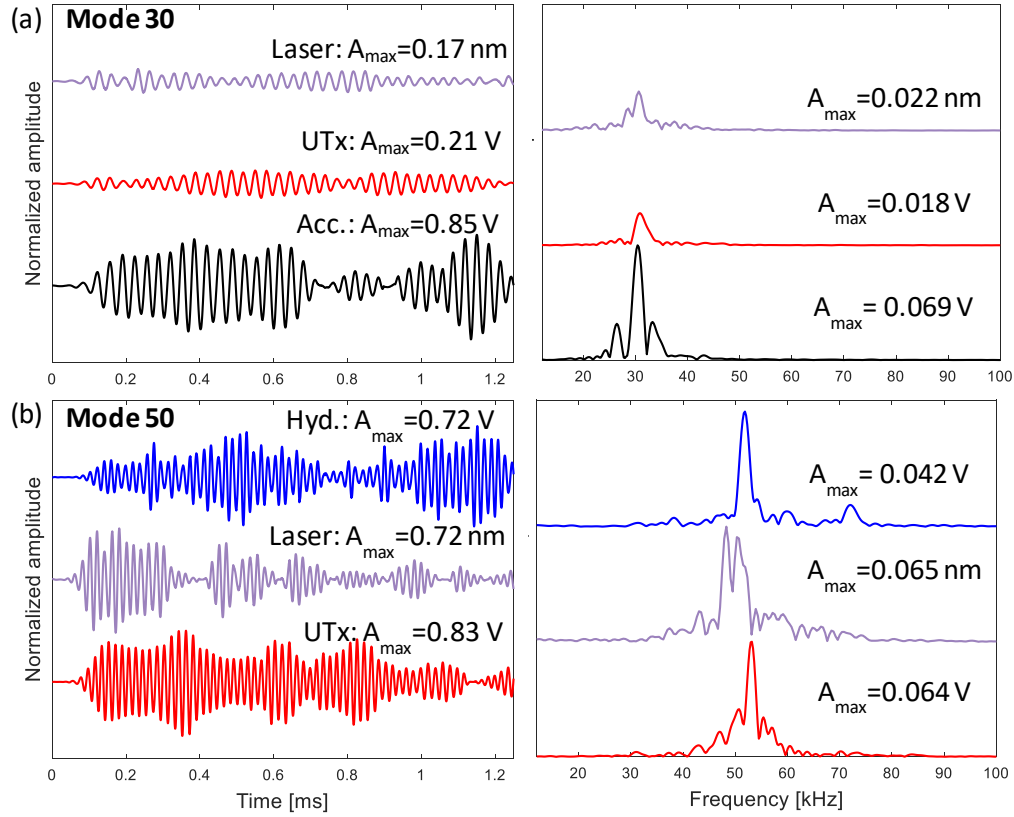 (a) Mode 30
Laser: Amax=0.17 nm
UTx: Amax=0.21 V
Acc.: Amax=0.85 V
Normalized amplitude
0 0.2 0.4 0.6 0.8 1 1.2
Amax=0.022 nm
Amax=0.018 V
Amax= 0.069 V
20 30 40 50 60 70 80 90 100
(b) Mode 50
Hyd.: Amax=0.72 V
Laser: Amax=0.72 nm
UTx: Amax=0.83 V
Normalized amplitude
0 0.2 0.4 0.6 0.8 1 1.2
Time [ms]
Amax=0.042 V
Amax=0.065 nm
Amax=0.064 V
20 30 40 50 60 70 80 90 100
Frequency [kHz]